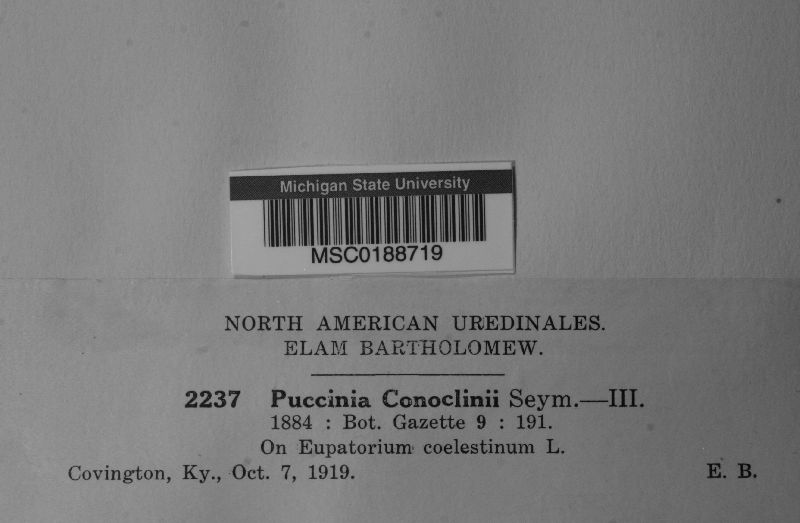 Michigan State University
MSC0188719
NORTH AMERICAN UREDINALES.
ELAM BARTHOLOMEW.
2237 Puccinia Conoclinii Seym.—III.
1884 : Bot. Gazette 9 : 191.
On Eupatorium coelestinum L.
Covington, Ky., Oct. 7, 1919. E. B.